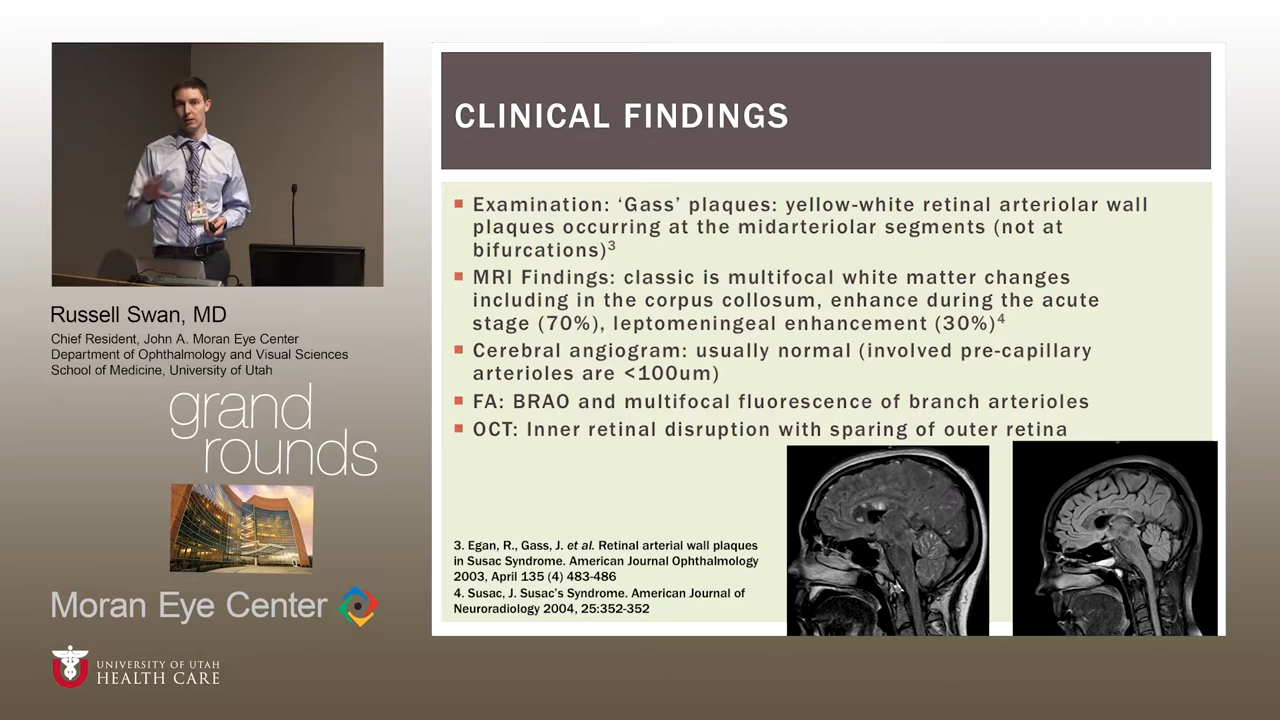 CLINICAL FINDINGS
Examination: ‘Gass’ plaques: yellow-white retinal arteriolar wall
plaques occurring at the midarteriolar segments (not at
bifurcations)3
MRI Findings: classic is multifocal white matter changes
including in the corpus collosum, enhance during the acute
stage (70%), leptomeningeal enhancement (30%)4
Cerebral angiogram: usually normal (involved pre-capillary
arterioles are <100um)
FA: BRAO and multifocal fluorescence of branch arterioles
OCT: Inner retinal disruption with sparing of outer retina
3. Egan, R., Gass, J. et al. Retinal arterial wall plaques
in Susac Syndrome. American Journal Ophthalmology
2003, April 135 (4) 483-486
4. Susac, J. Susac's Syndrome. American Journal of
Neuroradiology 2004, 25:352-352
Russell Swan, MD
Chief Resident, John A. Moran Eye Center
Department of Ophthalmology and Visual Sciences
School of Medicine, University of Utah
grand
rounds
Moran Eye Center
UNIVERSITY OF UTAH
HEALTH CARE